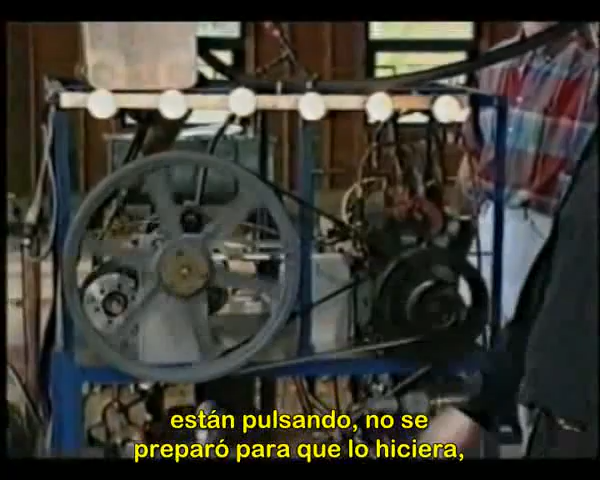 están pulsando, no se
preparó para que lo hiciera,